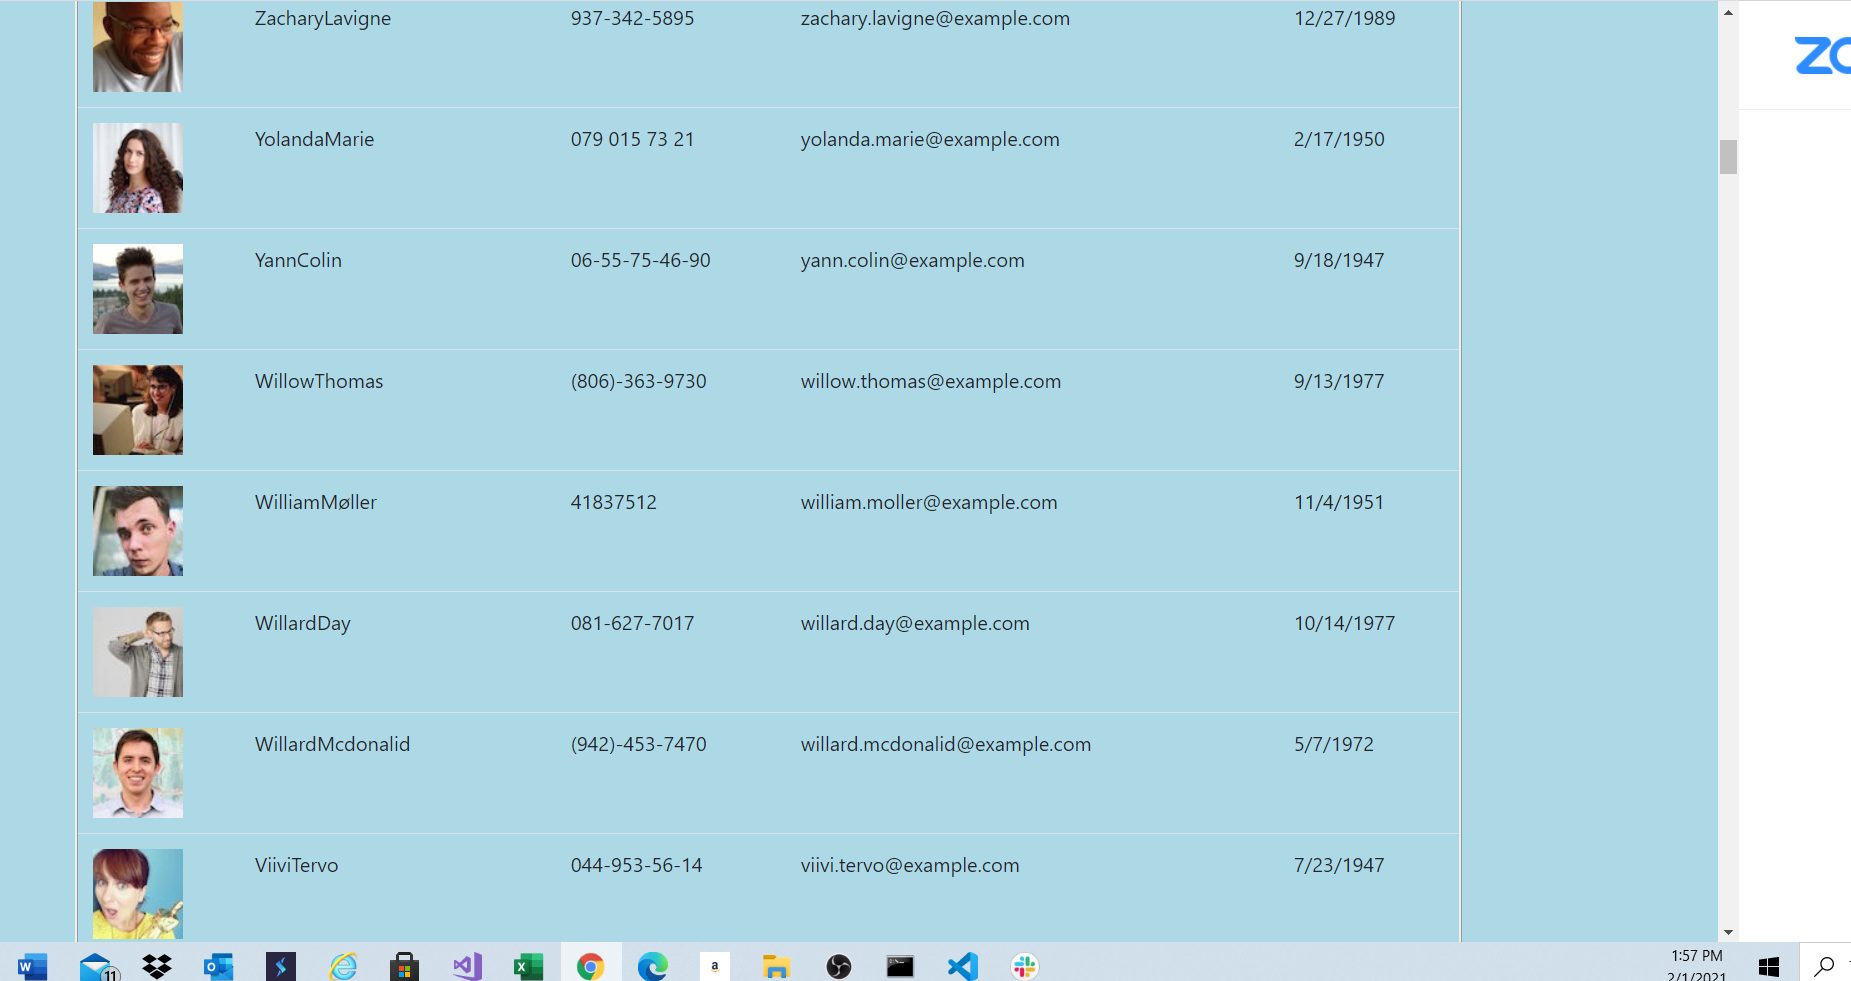 ZacharyLavigne 937-342-5895 zachary.lavigne@example.com 12/27/1989
YolandaMarie 079 015 73 21 yolanda.marie@example.com 2/17/1950
YannColin 06-55-75-46-90 yann.colin@example.com 9/18/1947
WillowThomas (806)-363-9730 willow.thomas@example.com 9/13/1977
WilliamMøller 41837512 william.moller@example.com 11/4/1951
WillardDay 081-627-7017 willard.day@example.com 10/14/1977
WillardMcdonalid (942)-453-7470 willard.mcdonalid@example.com 5/7/1972
ViiviTervo 044-953-56-14 viivi.tervo@example.com 7/23/1947
zo
W
11
a
1:57 PM
2/1/2021